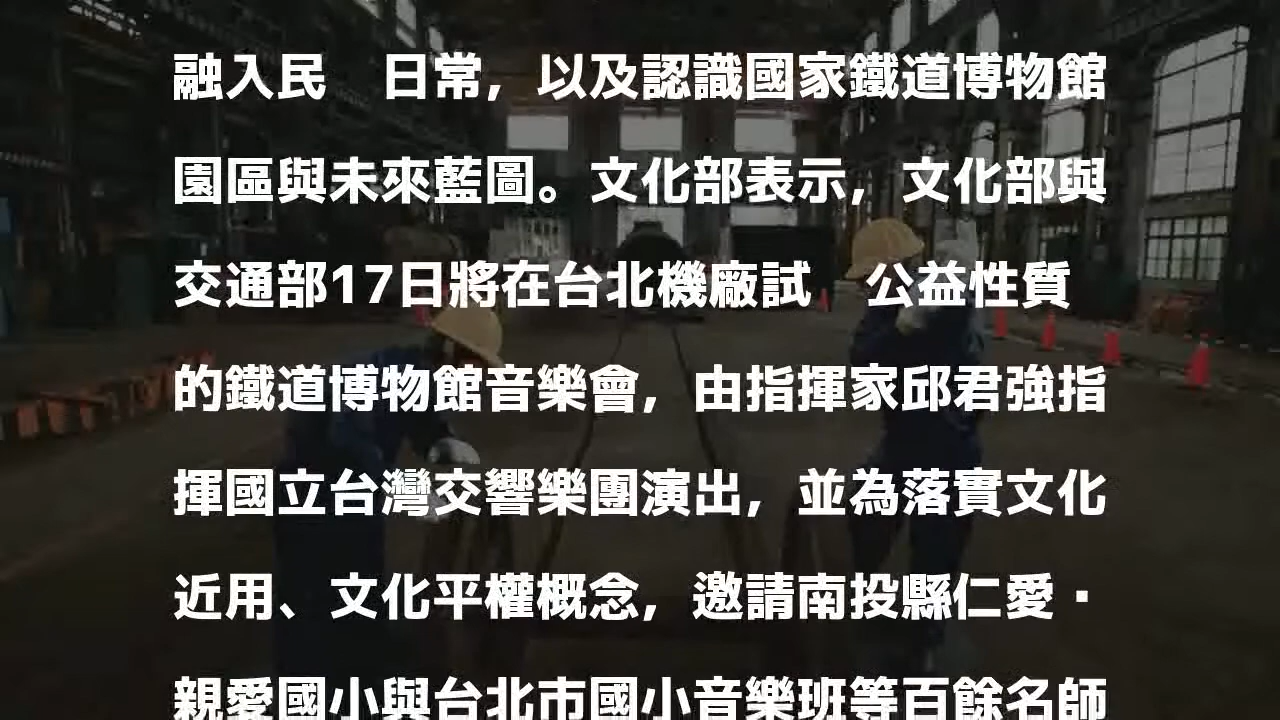 融入民　日常，以及認識國家鐵道博物館
園區與未來藍圖。文化部表示，文化部與
交通部17日將在台北機廠試　公益性質
的鐵道博物館音樂會，由指揮家邱君強指
揮國立台灣交響樂團演出，並為落實文化
近用、文化平權概念，邀請南投縣仁愛·
親愛國小與台北市國小音樂班等百餘名師